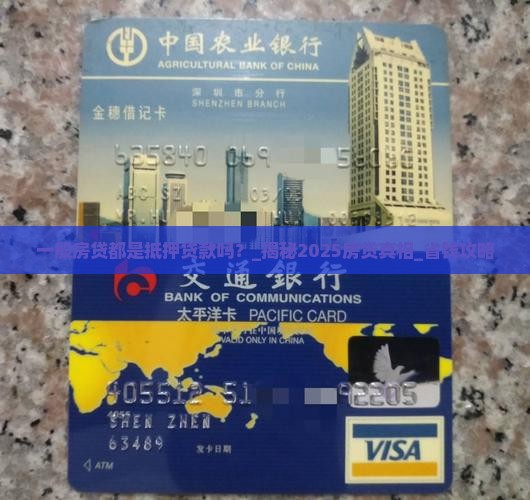 中国农业银行
AGRICULTURAL BANK OF CHINA
深圳市分行
SHENZHEN BRANCH
金穗借记卡
一般房贷都是抵押贷款吗？_揭秘2025房贷真相_省钱攻略
交通銀行
BANK OF COMMUNICATIONS
太平洋卡 PACIFIC CARD
VALID ONLY IN CHINA
SHEN ZHEN
63489
发卡日期
ATM
VISA